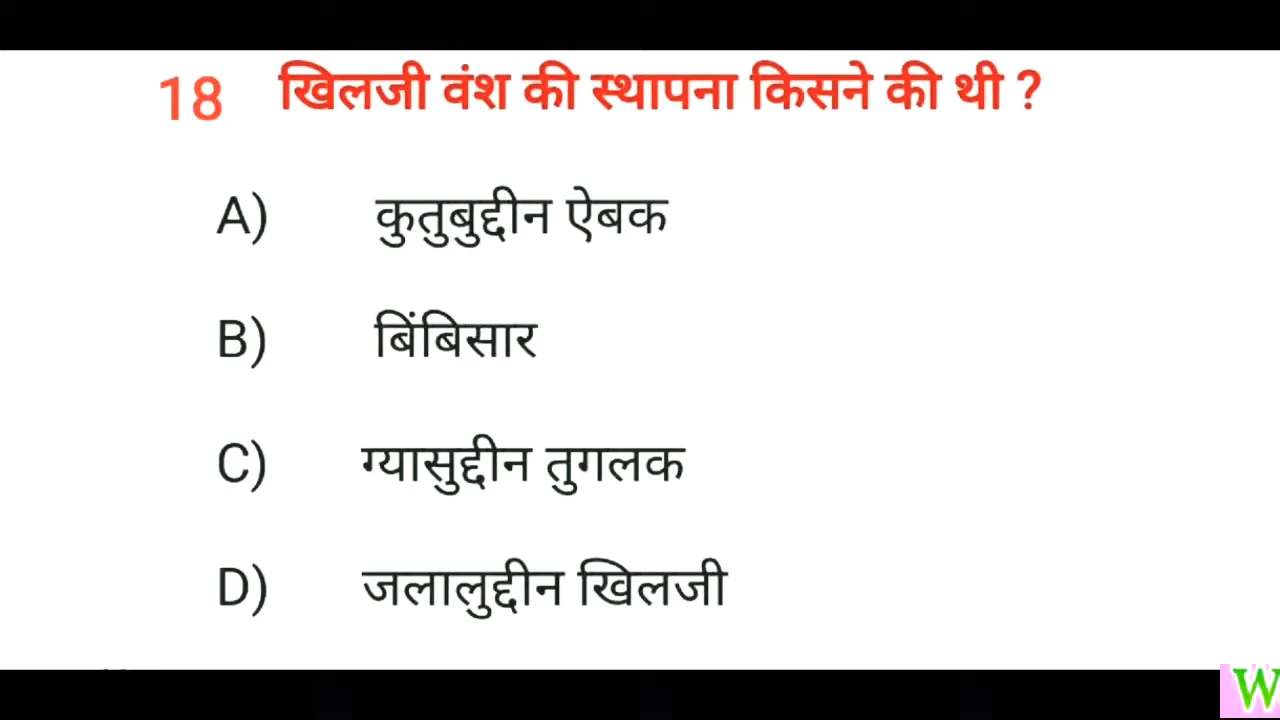 18 खिलजी वंश की स्थापना किसने की थी ?
A) कुतुबुद्दीन ऐबक
B) बिंबिसार
C) ग्यासुद्दीन तुगलक
D) जलालुद्दीन खिलजी
W